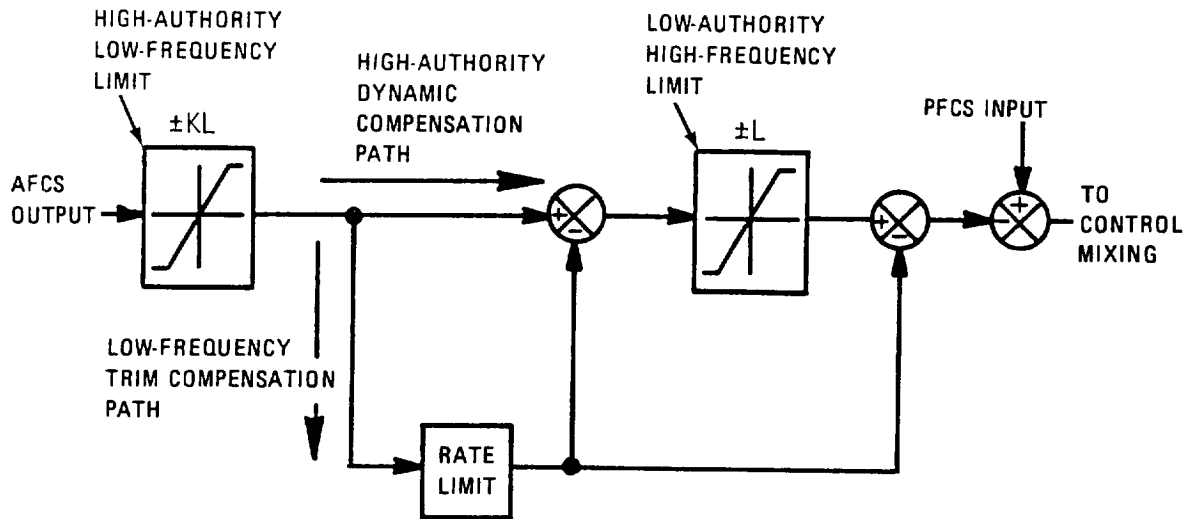 HIGH-AUTHORITY
LOW-FREQUENCY
LIMIT
±KL
HIGH-AUTHORITY
DYNAMIC
COMPENSATION
PATH
LOW-AUTHORITY
HIGH-FREQUENCY
LIMIT
±L
PFCS INPUT
AFCS
OUTPUT
+
-
+
-
+
-
TO
CONTROL
MIXING
LOW-FREQUENCY
TRIM COMPENSATION
PATH
RATE
LIMIT